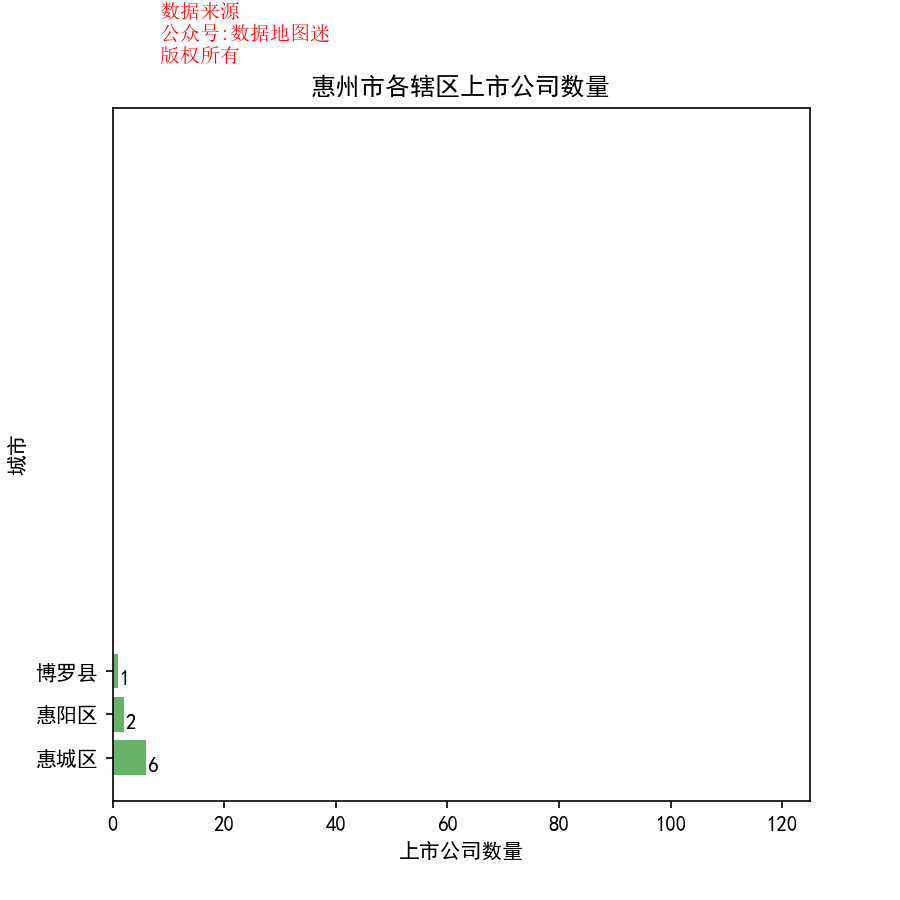 数据来源
公众号:数据地图迷
版权所有
惠州市各辖区上市公司数量
城市
博罗县
1
惠阳区
2
惠城区
6
0 20 40 60 80 100 120
上市公司数量